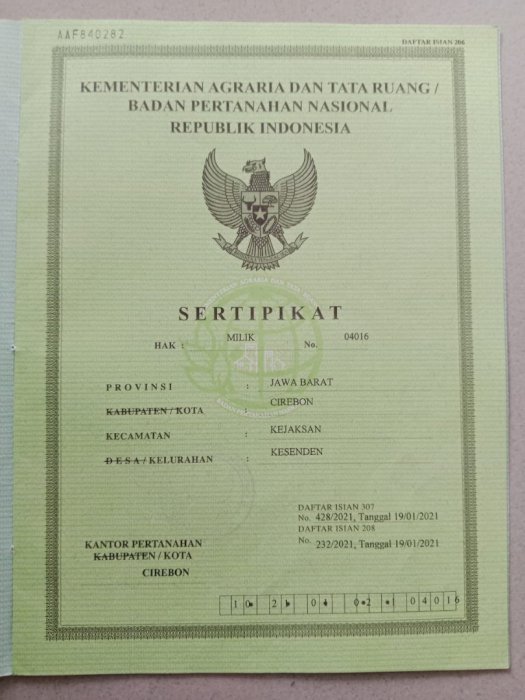 AAF840282
DAFTAR ISIAN 206
KEMENTERIAN AGRARIA DAN TATA RUANG /
BADAN PERTANAHAN NASIONAL
REPUBLIK INDONESIA
SERTIPIKAT
HAK : MILIK No. 04016
PROVINSI : JAWA BARAT
KABUPATEN / KOTA : CIREBON
KECAMATAN : KEJAKSAN
DESA / KELURAHAN : KESENDEN
DAFTAR ISIAN 307
No. 428/2021, Tanggal 19/01/2021
DAFTAR ISIAN 208
No. 232/2021, Tanggal 19/01/2021
KANTOR PERTANAHAN
KABUPATEN / KOTA
CIREBON
10 21 01 02 1 04016